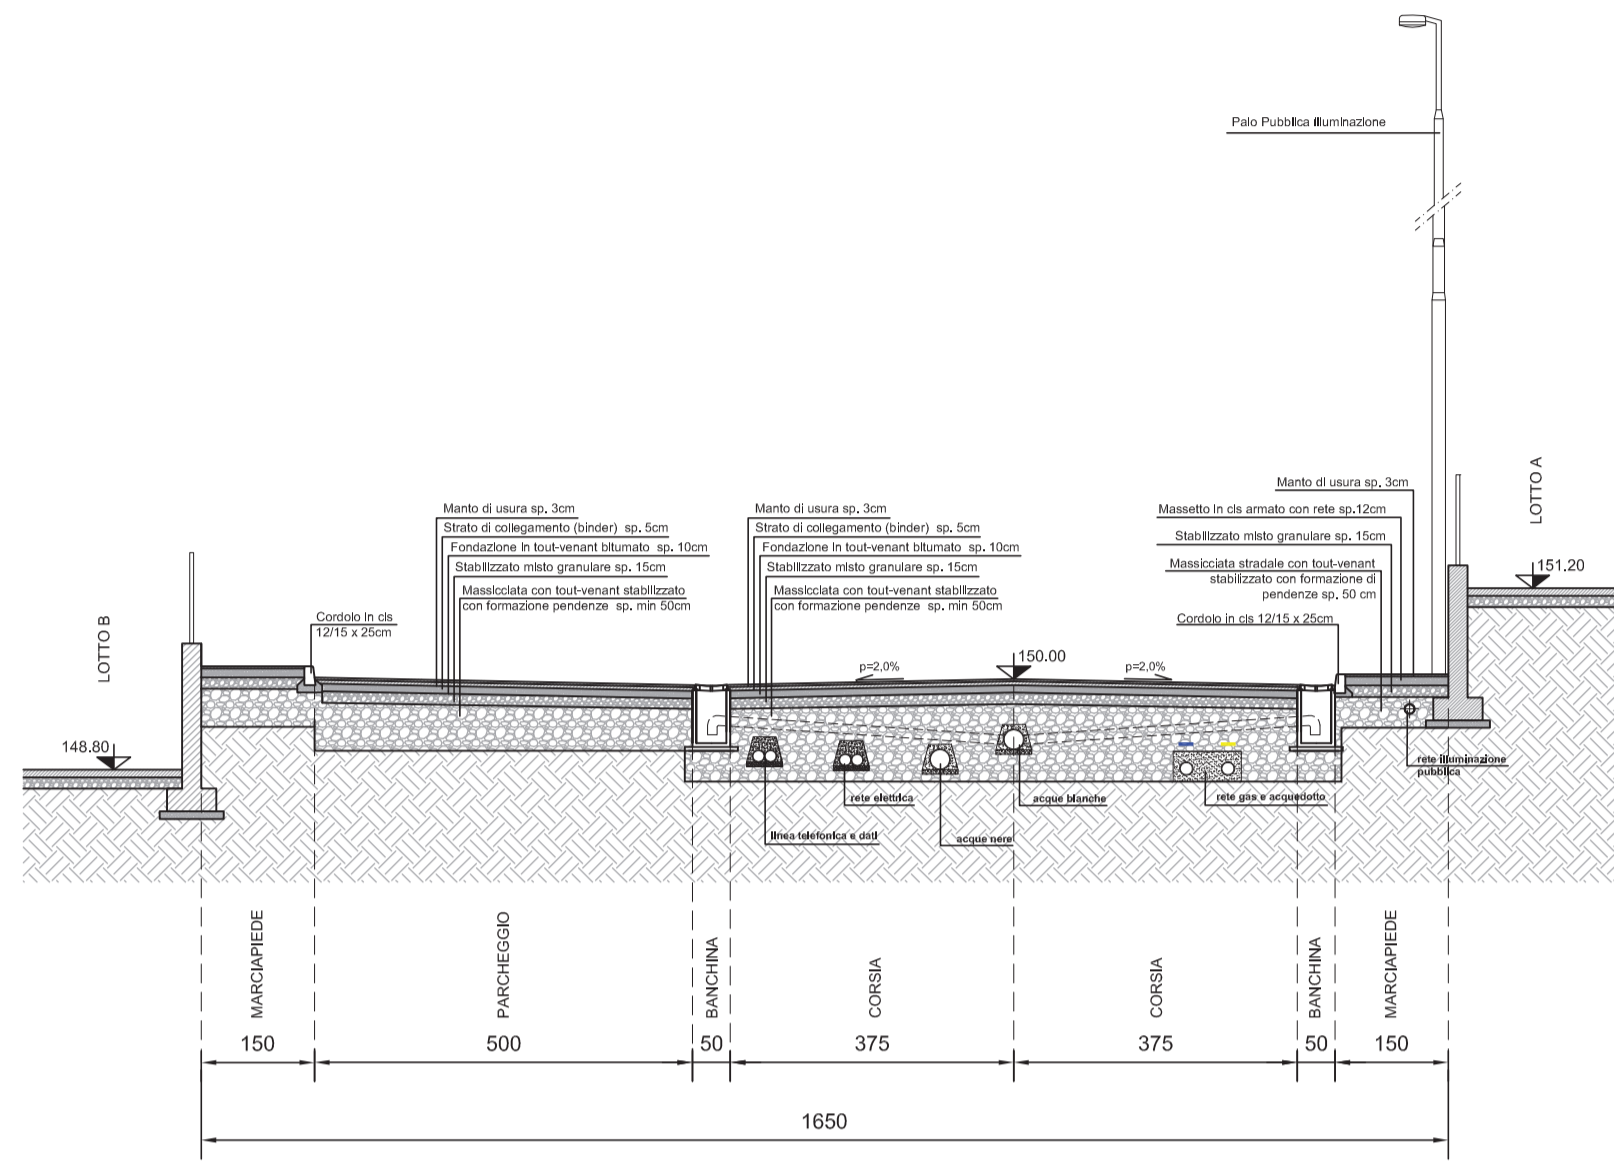 Palo Pubblica illuminazione
LOTTO A
Manto di usura sp. 3cm
Massetto in cls armato con rete sp.12cm
Stabilizzato misto granulare sp. 15cm
Massicciata stradale con tout-venant
stabilizzato con formazione di
pendenze sp. 50 cm
Cordolo in cls 12/15 x 25cm
151.20
Manto di usura sp. 3cm
Strato di collegamento (binder) sp. 5cm
Fondazione in tout-venant bitumato sp. 10cm
Stabilizzato misto granulare sp. 15cm
Massicciata con tout-venant stabilizzato
con formazione pendenze sp. min 50cm
Manto di usura sp. 3cm
Strato di collegamento (binder) sp. 5cm
Fondazione in tout-venant bitumato sp. 10cm
Stabilizzato misto granulare sp. 15cm
Massicciata con tout-venant stabilizzato
con formazione pendenze sp. min 50cm
Cordolo in cls
12/15 x 25cm
LOTTO B
148.80
p=2,0%
150.00
p=2,0%
rete elettrica
linea telefonica e dati
acque nere
acque bianche
rete gas e acquedotto
rete illuminazione
pubblica
MARCIAPIEDE
PARCHEGGIO
BANCHINA
CORSIA
CORSIA
BANCHINA
MARCIAPIEDE
150
500
50
375
375
50
150
1650